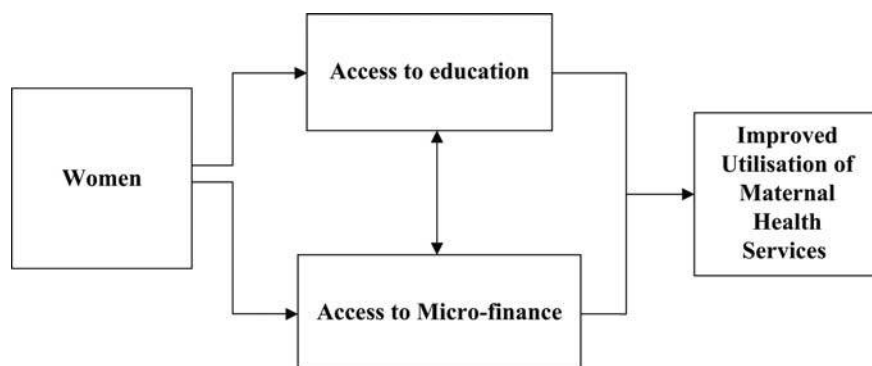 Women
Access to education
Access to Micro-finance
Improved
Utilisation of
Maternal
Health
Services